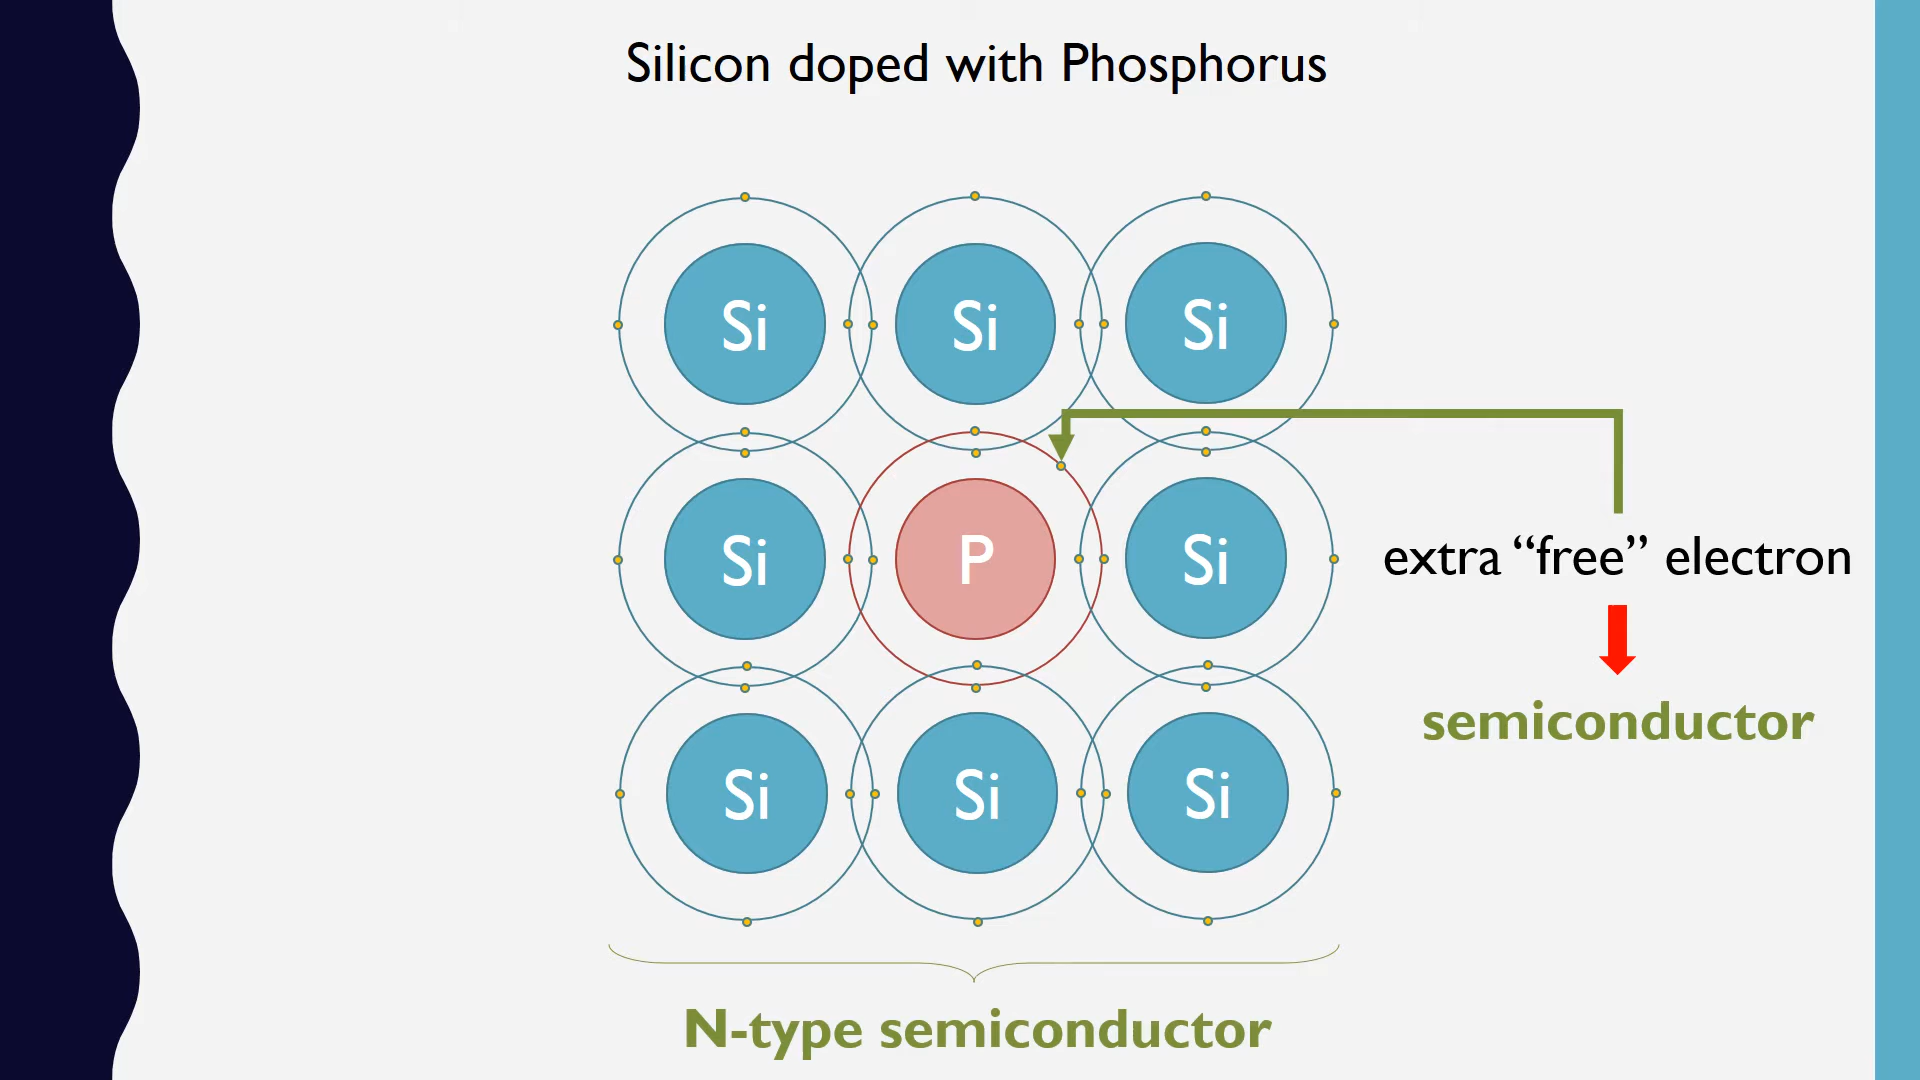 Silicon doped with Phosphorus
Si Si Si
Si P Si
extra “free” electron
semiconductor
Si Si Si
N-type semiconductor